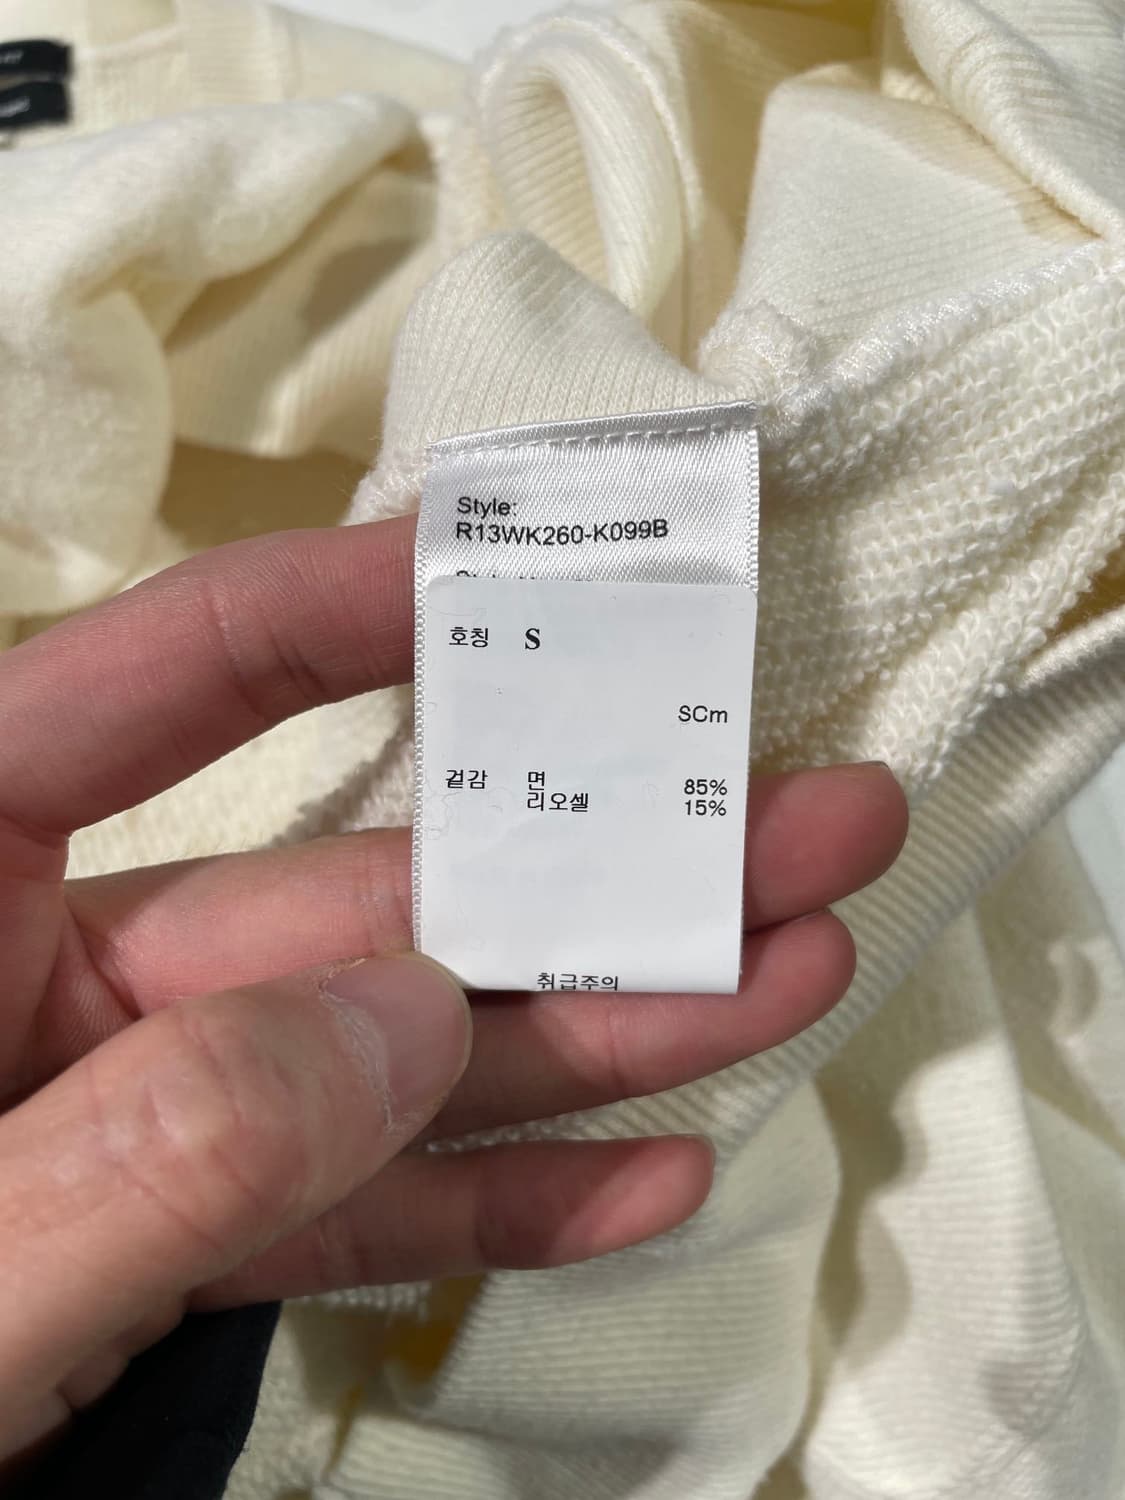 Style:
R13WK260-K099B
호칭 S
SCm
겉감 면 85%
리오셀 15%
취급주의